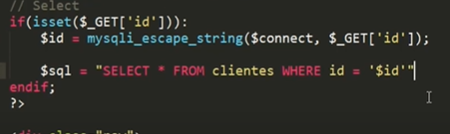 // Select
if(isset($_GET['id'])):
$id = mysqli_escape_string($connect, $_GET['id']);
$sql = "SELECT * FROM clientes WHERE id = '$id'"
endif;
?>